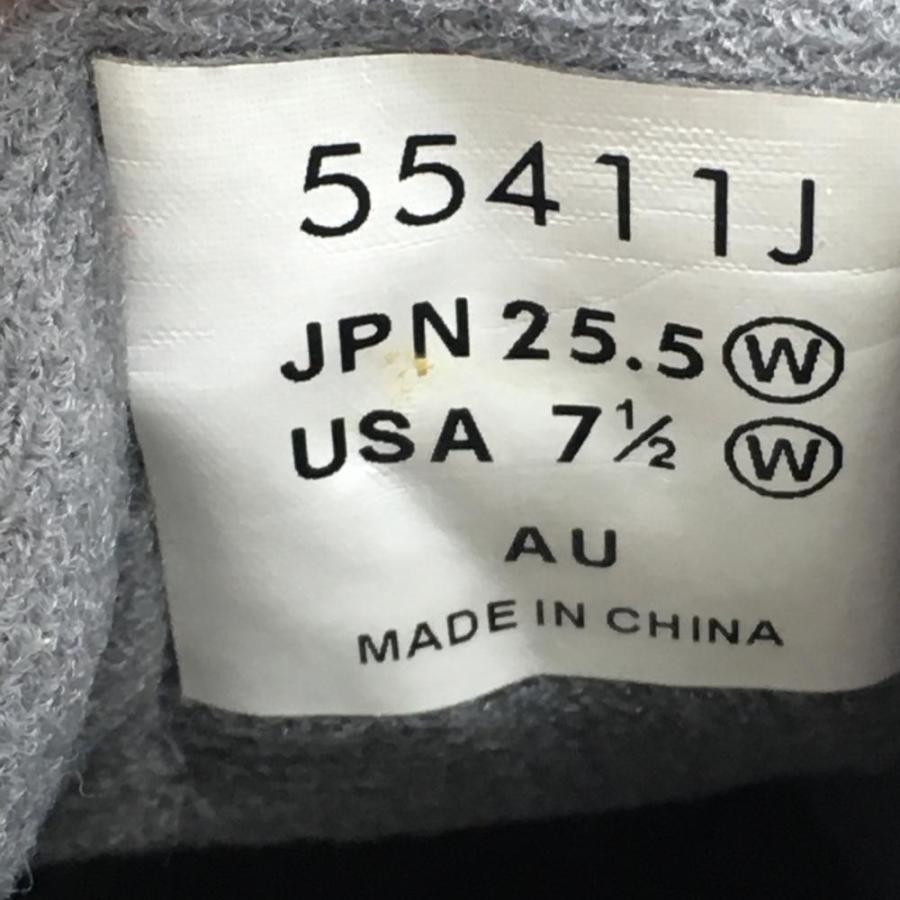 55411J
JPN 25.5 Ⓦ
USA 7½ Ⓦ
AU
MADE IN CHINA